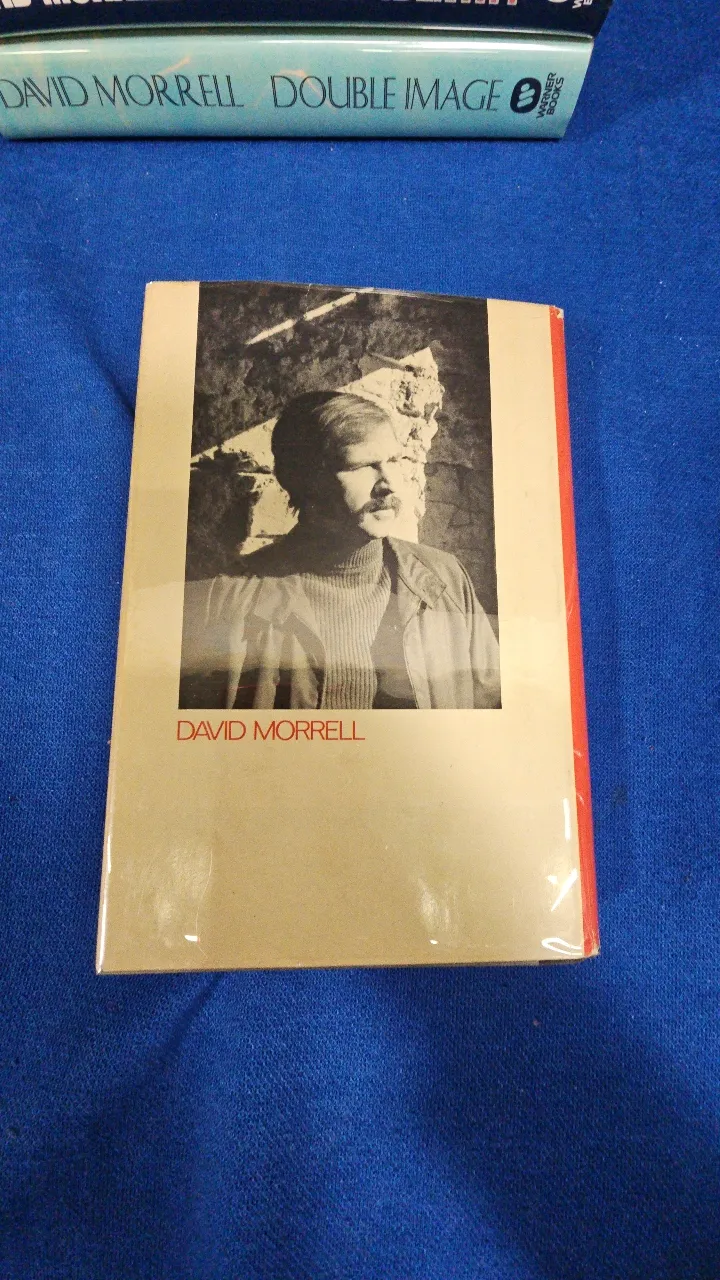 DAVID MORRELL DOUBLE IMAGE
WARNER
BOOKS
DAVID MORRELL